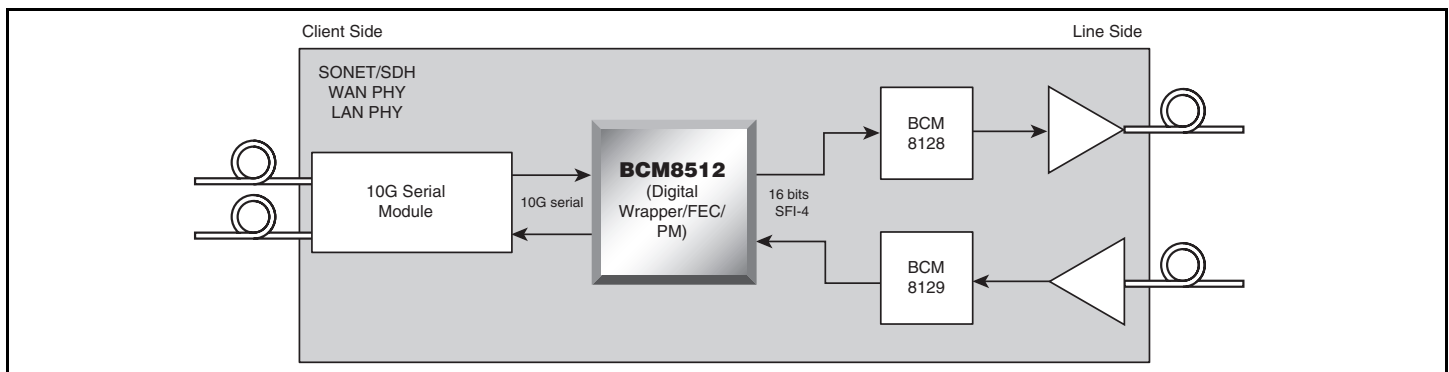 Client Side
Line Side
SONET/SDH
WAN PHY
LAN PHY
10G Serial
Module
10G serial
BCM8512
(Digital
Wrapper/FEC/
PM)
16 bits
SFI-4
BCM
8128
BCM
8129